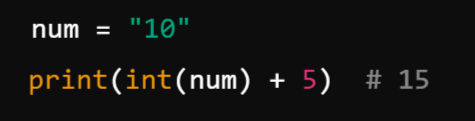 num = "10"
print(int(num) + 5)  # 15